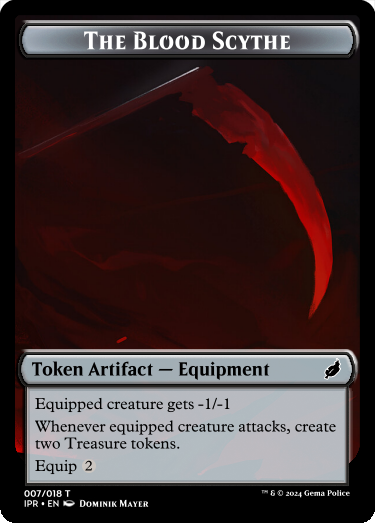 The Blood Scythe
Token Artifact — Equipment
Equipped creature gets -1/-1
Whenever equipped creature attacks, create
two Treasure tokens.
Equip 2
007/018 T
IPR • EN Dominik Mayer
™ & © 2024 Gema Police